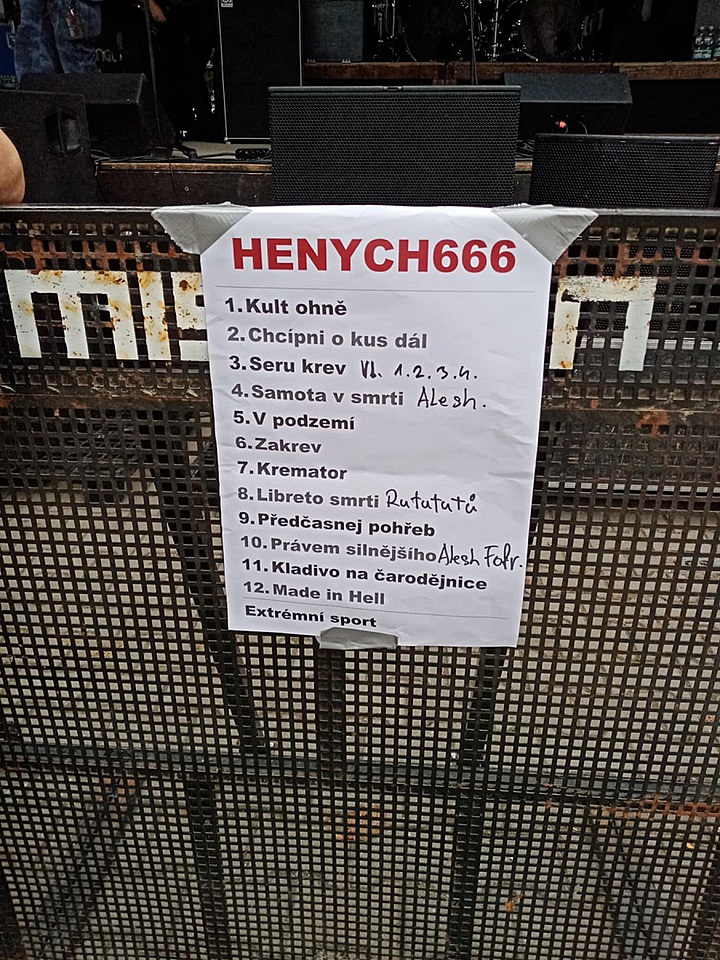 HENYCH666
1. Kult ohně
2. Chcípni o kus dál
3. Seru krev Vl. 1.2.3.4.
4. Samota v smrti Alesh.
5. V podzemí
6. Zakrev
7. Kremator
8. Libreto smrti Rutututů
9. Předčasnej pohřeb
10. Právem silnějšího Alesh Fofr.
11. Kladivo na čarodějnice
12. Made in Hell
Extrémní sport